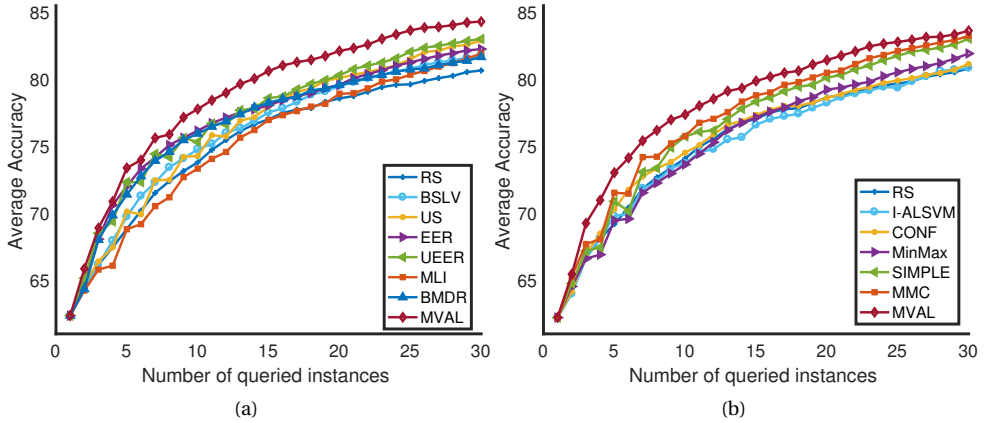 85
80
75
70
65
0 5 10 15 20 25 30
Average Accuracy
Number of queried instances
RS
BSLV
US
EER
UEER
MLI
BMDR
MVAL
(a)
85
80
75
70
65
0 5 10 15 20 25 30
Average Accuracy
Number of queried instances
RS
I-ALSVM
CONF
MinMax
SIMPLE
MMC
MVAL
(b)